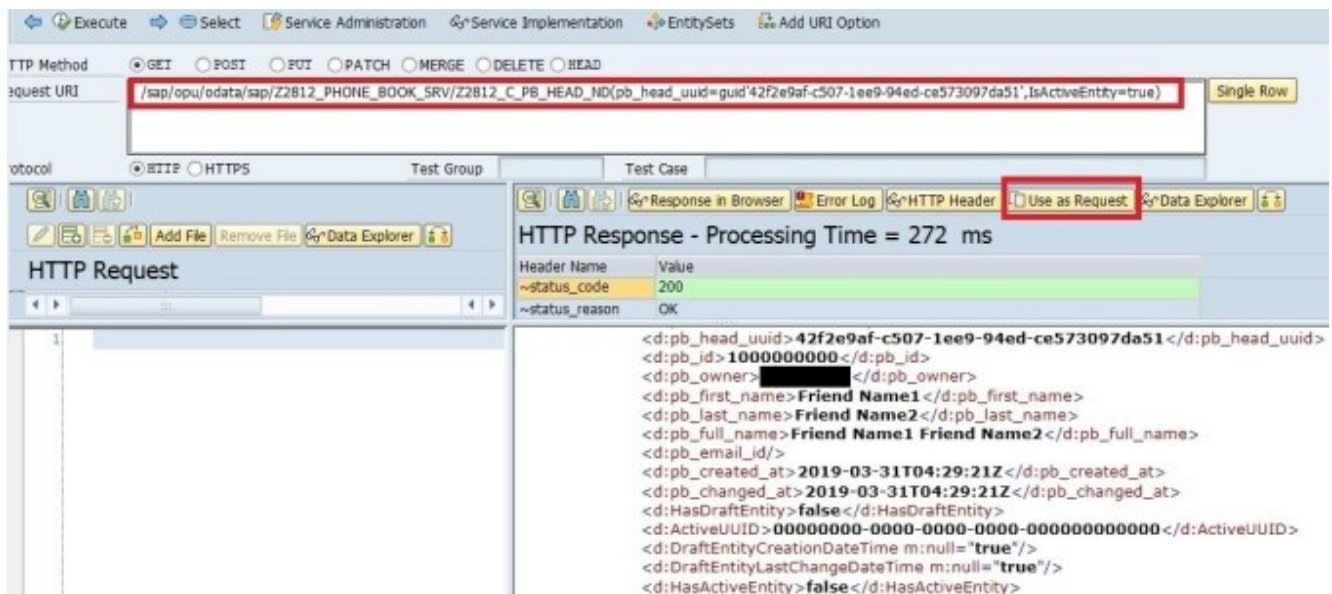 Execute Select Service Administration Service Implementation EntitySets Add URI Option
TTP Method GET POST PUT PATCH MERGE DELETE HEAD
equest URI /sap/opu/odata/sap/Z2812_PHONE_BOOK_SRV/Z2812_C_PB_HEAD_ND(pb_head_uuid=guid'42f2e9af-c507-1ee9-94ed-ce573097da51',IsActiveEntity=true) Single Row
otocol HTTP HTTPS Test Group Test Case
Response in Browser Error Log HTTP Header Use as Request Data Explorer
Add File Remove File Data Explorer
HTTP Response - Processing Time = 272 ms
HTTP Request
Header Name Value
~status_code 200
~status_reason OK
1
<d:pb_head_uuid>42f2e9af-c507-1ee9-94ed-ce573097da51</d:pb_head_uuid>
<d:pb_id>1000000000</d:pb_id>
<d:pb_owner></d:pb_owner>
<d:pb_first_name>Friend Name1</d:pb_first_name>
<d:pb_last_name>Friend Name2</d:pb_last_name>
<d:pb_full_name>Friend Name1 Friend Name2</d:pb_full_name>
<d:pb_email_id/>
<d:pb_created_at>2019-03-31T04:29:21Z</d:pb_created_at>
<d:pb_changed_at>2019-03-31T04:29:21Z</d:pb_changed_at>
<d:HasDraftEntity>false</d:HasDraftEntity>
<d:ActiveUUID>00000000-0000-0000-0000-000000000000</d:ActiveUUID>
<d:DraftEntityCreationDateTime m:null="true"/>
<d:DraftEntityLastChangeDateTime m:null="true"/>
<d:HasActiveEntity>false</d:HasActiveEntity>